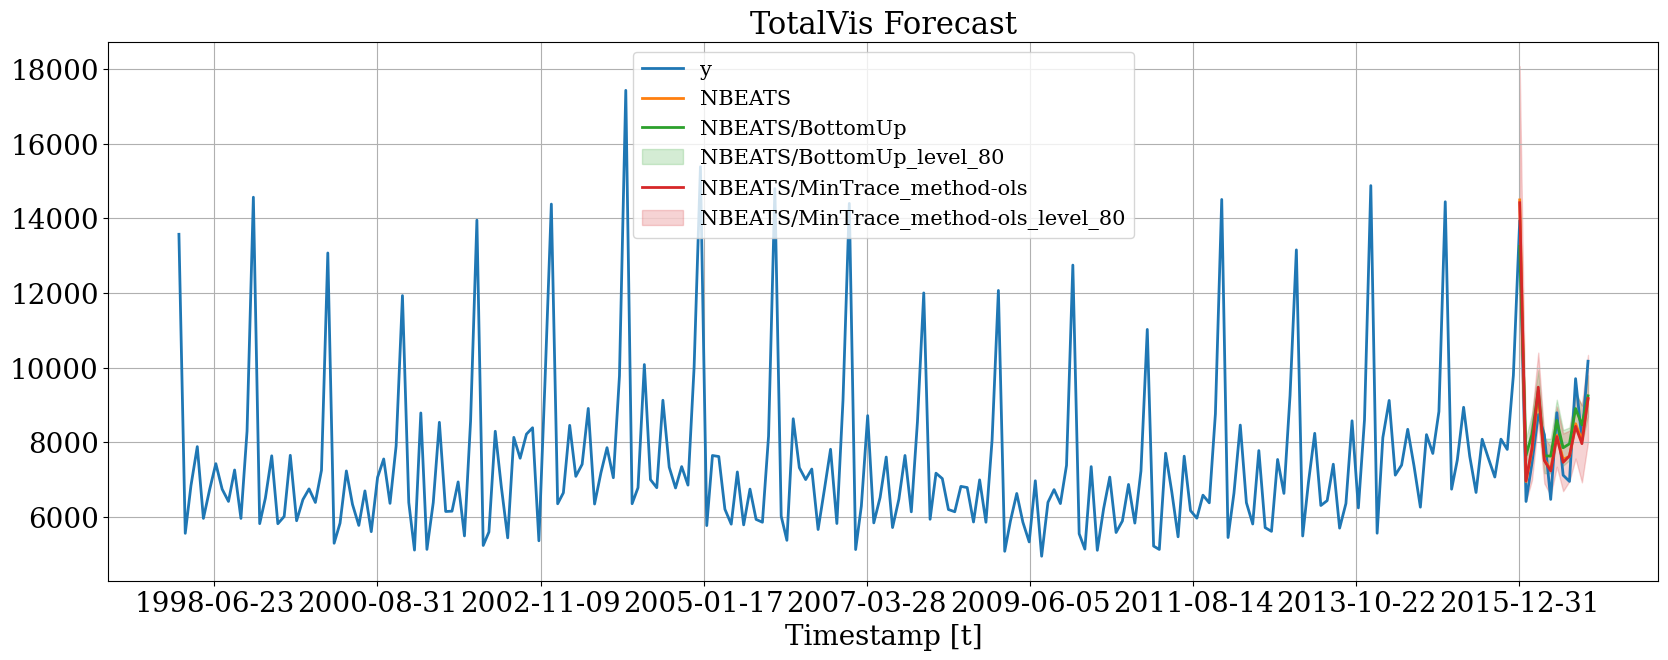 TotalVis Forecast
18000
16000
14000
12000
10000
8000
6000
y
NBEATS
NBEATS/BottomUp
NBEATS/BottomUp_level_80
NBEATS/MinTrace_method-ols
NBEATS/MinTrace_method-ols_level_80
1998-06-23 2000-08-31 2002-11-09 2005-01-17 2007-03-28 2009-06-05 2011-08-14 2013-10-22 2015-12-31
Timestamp [t]